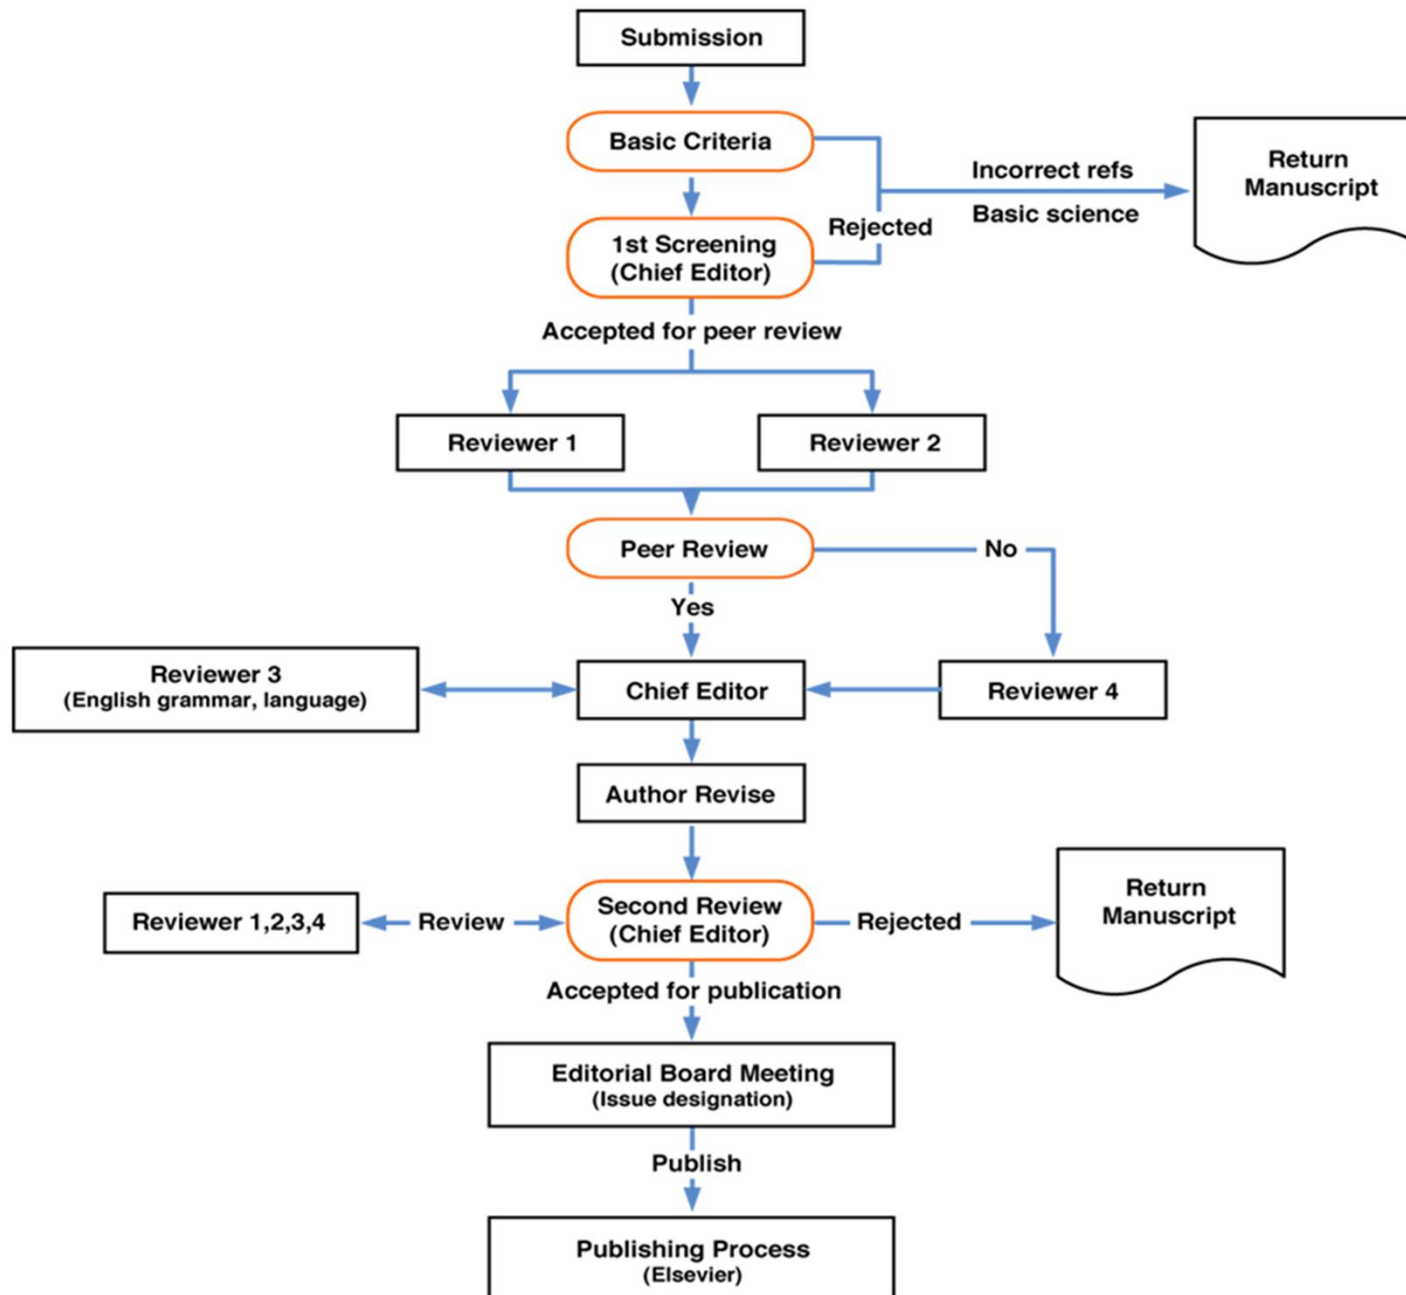 Submission
Basic Criteria
Incorrect refs
Basic science
Return
Manuscript
Rejected
1st Screening
(Chief Editor)
Accepted for peer review
Reviewer 1
Reviewer 2
Peer Review
No
Yes
Reviewer 3
(English grammar, language)
Chief Editor
Reviewer 4
Author Revise
Reviewer 1,2,3,4
Review
Second Review
(Chief Editor)
Rejected
Return
Manuscript
Accepted for publication
Editorial Board Meeting
(Issue designation)
Publish
Publishing Process
(Elsevier)